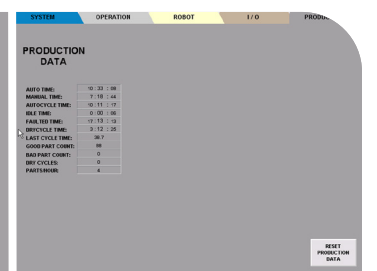 SYSTEM OPERATION ROBOT I / O
PRODUCTION
DATA
AUTO TIME: 10 : 33 : 08
MANUAL TIME: 7 : 18 : 44
AUTOCYCLE TIME: 10 : 11 : 17
IDLE TIME: 0 : 00 : 06
FAULTED TIME: 17 : 13 : 13
DRYCYCLE TIME: 3 : 12 : 25
LAST CYCLE TIME: 38.7
GOOD PART COUNT:
BAD PART COUNT: 0
DRY CYCLES: 0
PARTS/HOUR: 4
RESET
PRODUCTION
DATA